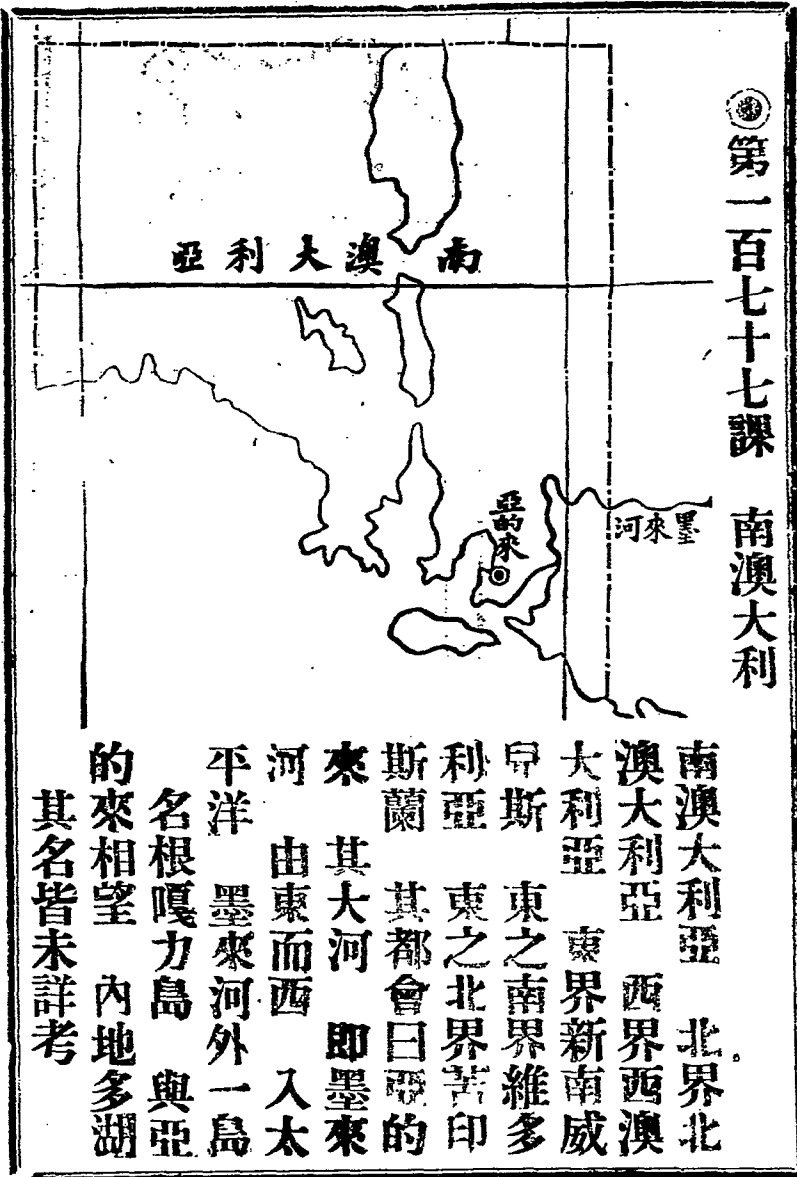 第一百七十七課 南澳大利
南澳大利亞
亞的來
墨來河
南澳大利亞 北界北
澳大利亞 西界西澳
大利亞 東界新南威
早斯 東之南界維多
利亞 東之北界苦印
斯蘭 其都會曰亞的
來 其大河 即墨來
河 由東而西 入太
平洋 墨來河外一島
名根嘎力島 與亞
的來相望 內地多湖
其名皆未詳考